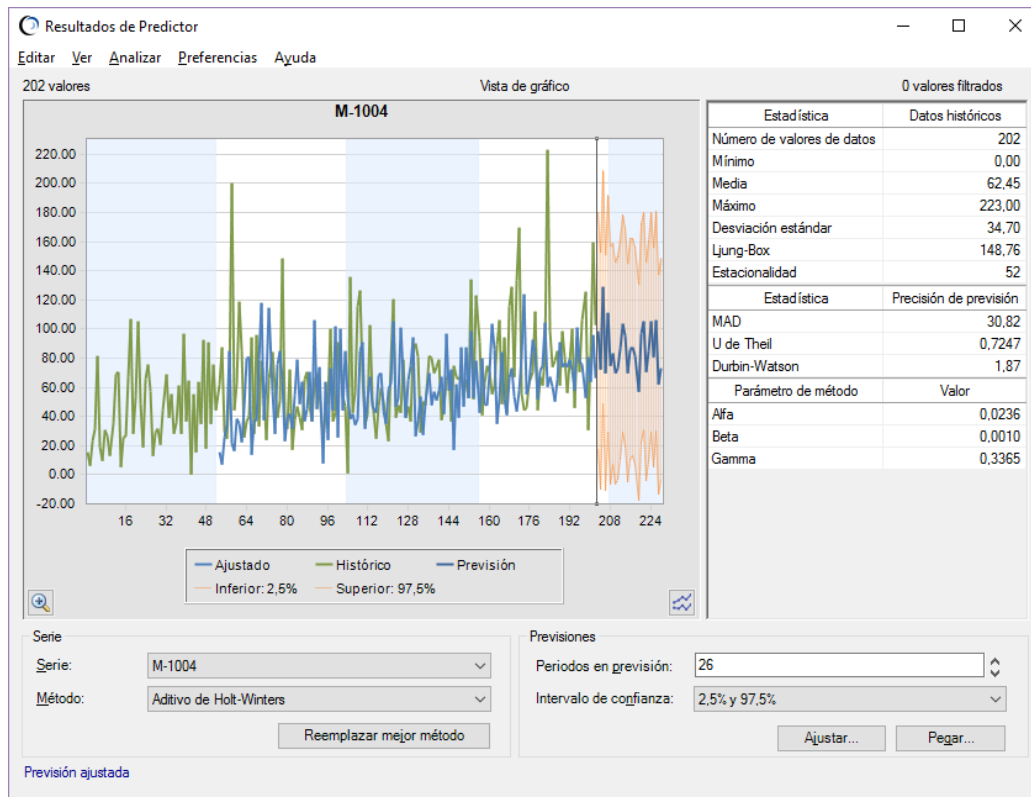 Resultados de Predictor
Editar Ver Analizar Preferencias Ayuda
202 valores Vista de gráfico 0 valores filtrados
M-1004
220.00
200.00
180.00
160.00
140.00
120.00
100.00
80.00
60.00
40.00
20.00
0.00
-20.00
16 32 48 64 80 96 112 128 144 160 176 192 208 224
Ajustado Histórico Previsión
Inferior: 2,5% Superior: 97,5%
Estadística Datos históricos
Número de valores de datos 202
Mínimo 0,00
Media 62,45
Máximo 223,00
Desviación estándar 34,70
Ljung-Box 148,76
Estacionalidad 52
Estadística Precisión de previsión
MAD 30,82
U de Theil 0,7247
Durbin-Watson 1,87
Parámetro de método Valor
Alfa 0,0236
Beta 0,0010
Gamma 0,3365
Serie
Serie: M-1004
Método: Aditivo de Holt-Winters
Reemplazar mejor método
Previsiones
Periodos en previsión: 26
Intervalo de confianza: 2,5% y 97,5%
Ajustar... Pegar...
Previsión ajustada